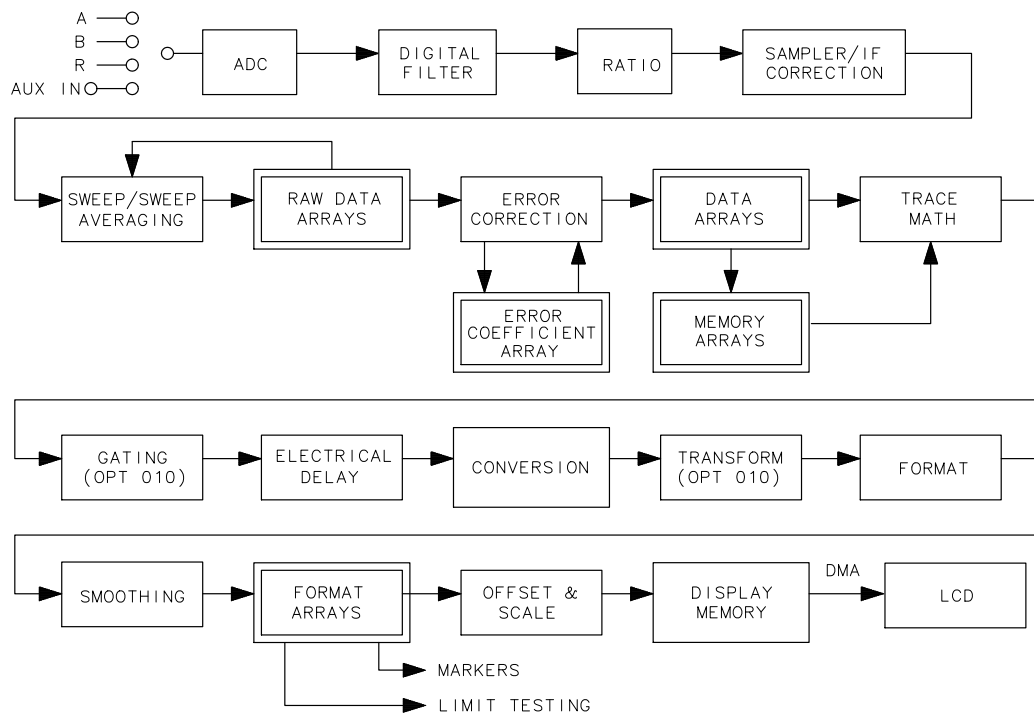 A
B
R
AUX IN
ADC
DIGITAL
FILTER
RATIO
SAMPLER/IF
CORRECTION
SWEEP/SWEEP
AVERAGING
RAW DATA
ARRAYS
ERROR
CORRECTION
DATA
ARRAYS
TRACE
MATH
ERROR
COEFFICIENT
ARRAY
MEMORY
ARRAYS
GATING
(OPT 010)
ELECTRICAL
DELAY
CONVERSION
TRANSFORM
(OPT 010)
FORMAT
SMOOTHING
FORMAT
ARRAYS
OFFSET &
SCALE
DISPLAY
MEMORY
DMA
LCD
MARKERS
LIMIT TESTING